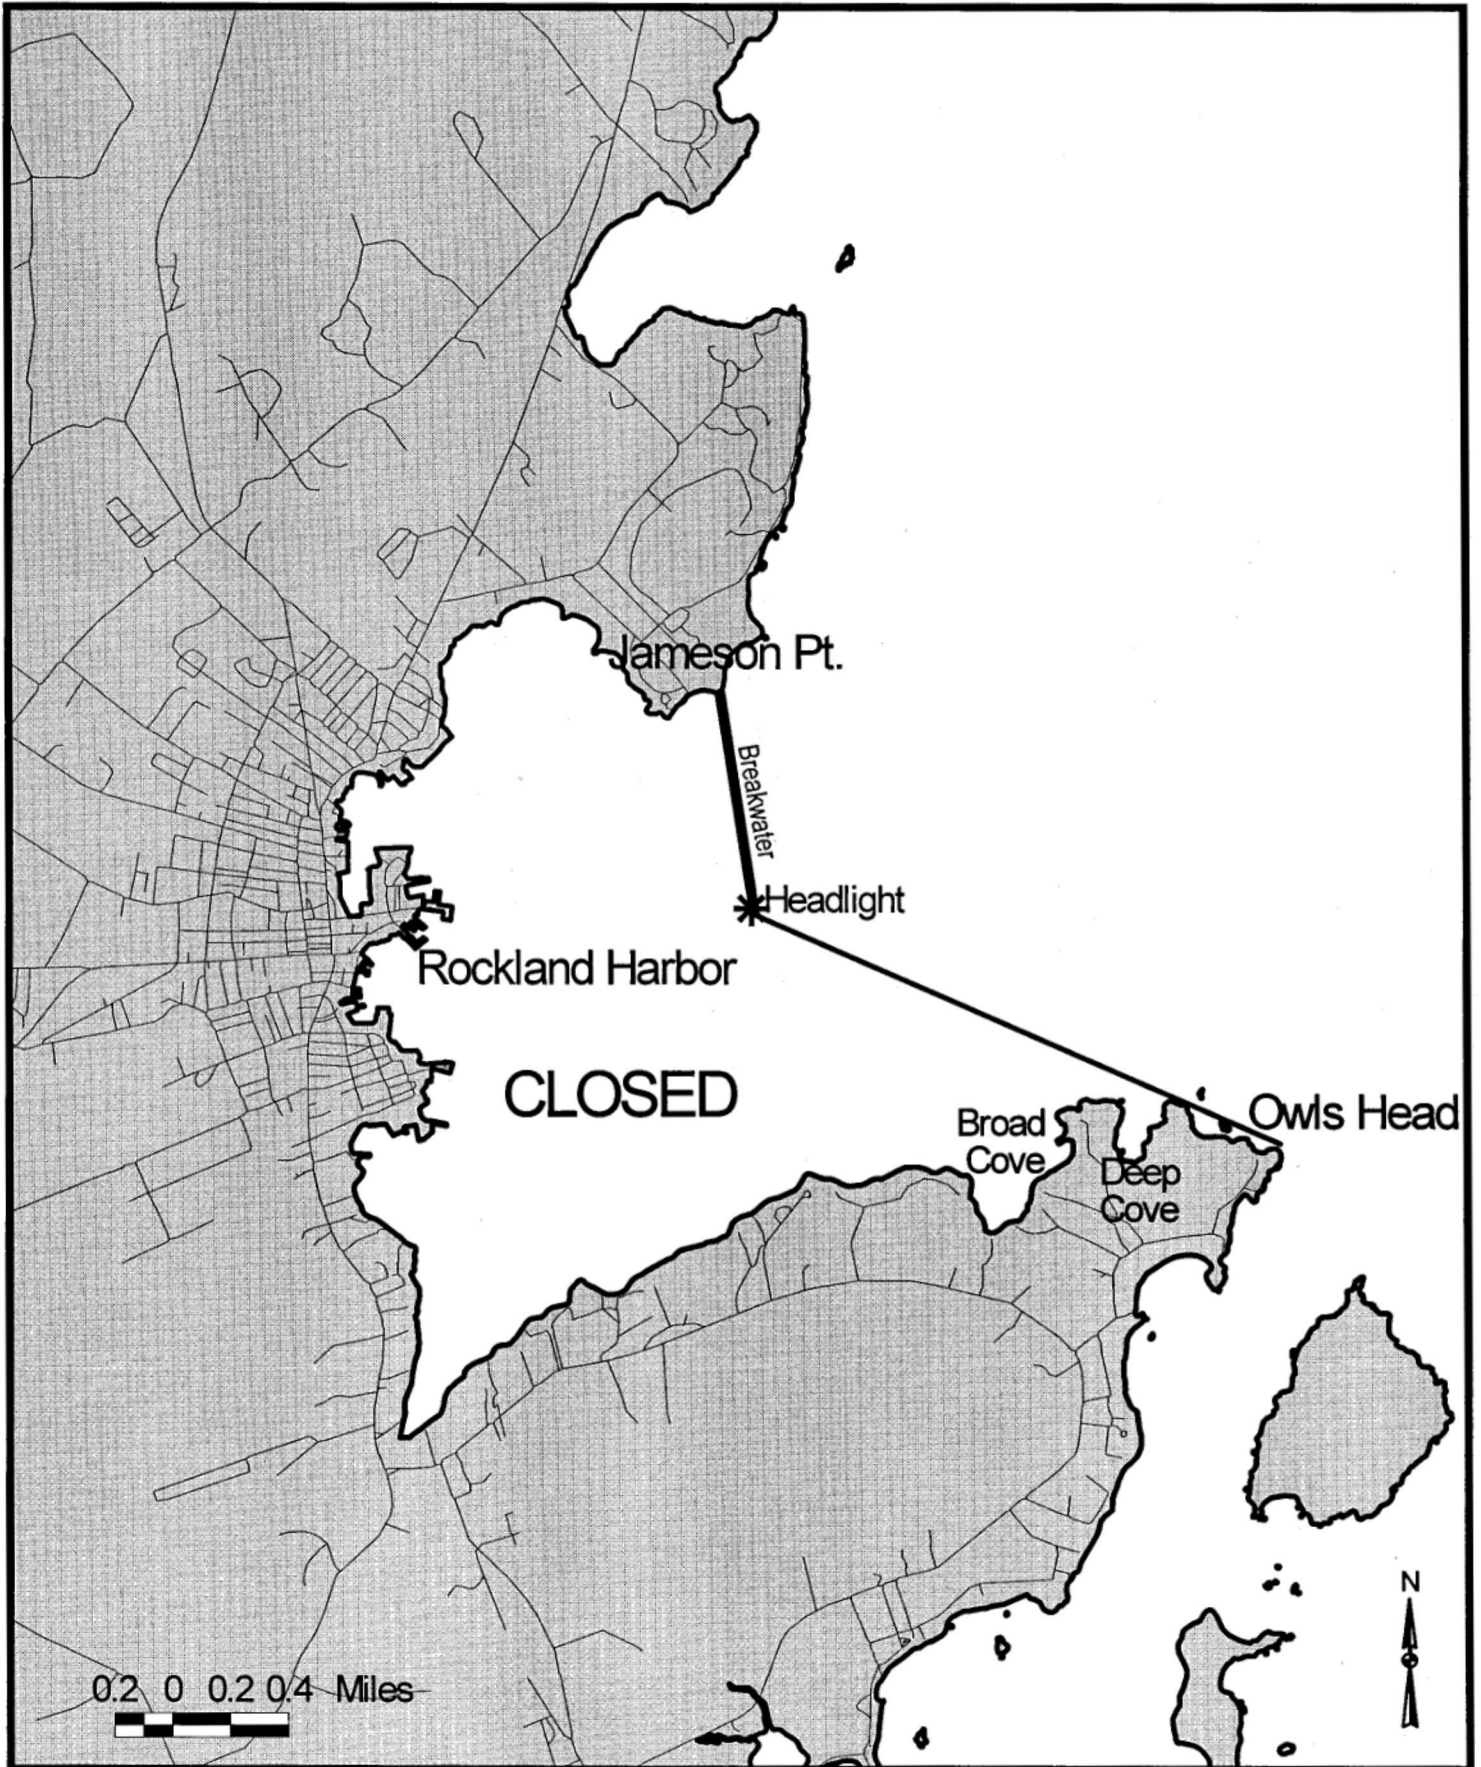 Jameson Pt.
Breakwater
Headlight
Rockland Harbor
CLOSED
Broad
Cove
Owls Head
Deep
Cove
N
0.2 0 0.2 0.4 Miles